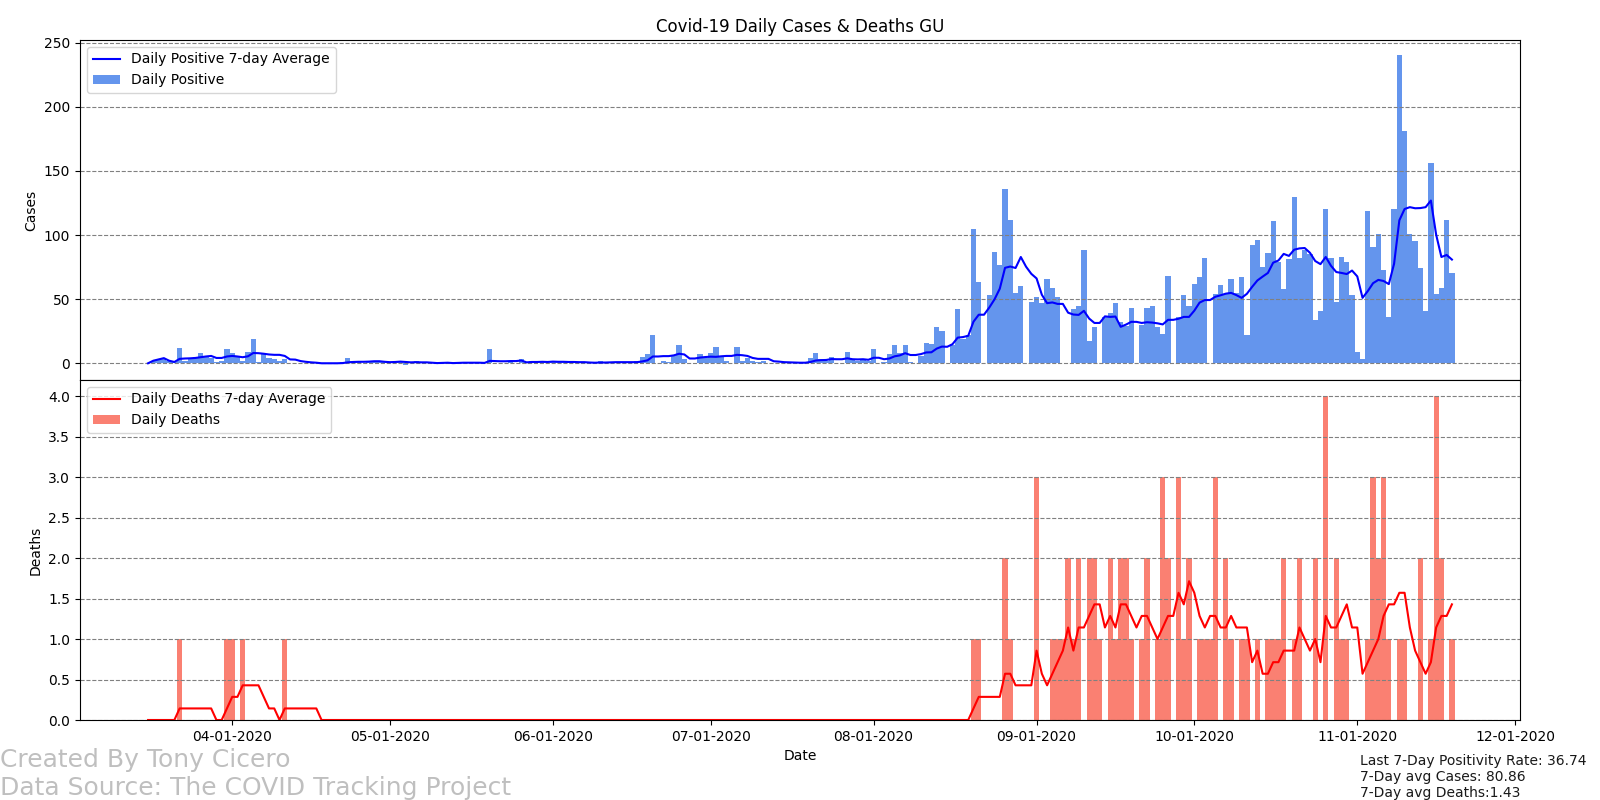 Covid-19 Daily Cases & Deaths GU
250
200
150
100
50
0
Cases
Daily Positive 7-day Average
Daily Positive
4.0
3.5
3.0
2.5
2.0
1.5
1.0
0.5
0.0
Deaths
Daily Deaths 7-day Average
Daily Deaths
04-01-2020 05-01-2020 06-01-2020 07-01-2020 08-01-2020 09-01-2020 10-01-2020 11-01-2020 12-01-2020
Date
Created By Tony Cicero
Data Source: The COVID Tracking Project
Last 7-Day Positivity Rate: 36.74
7-Day avg Cases: 80.86
7-Day avg Deaths:1.43